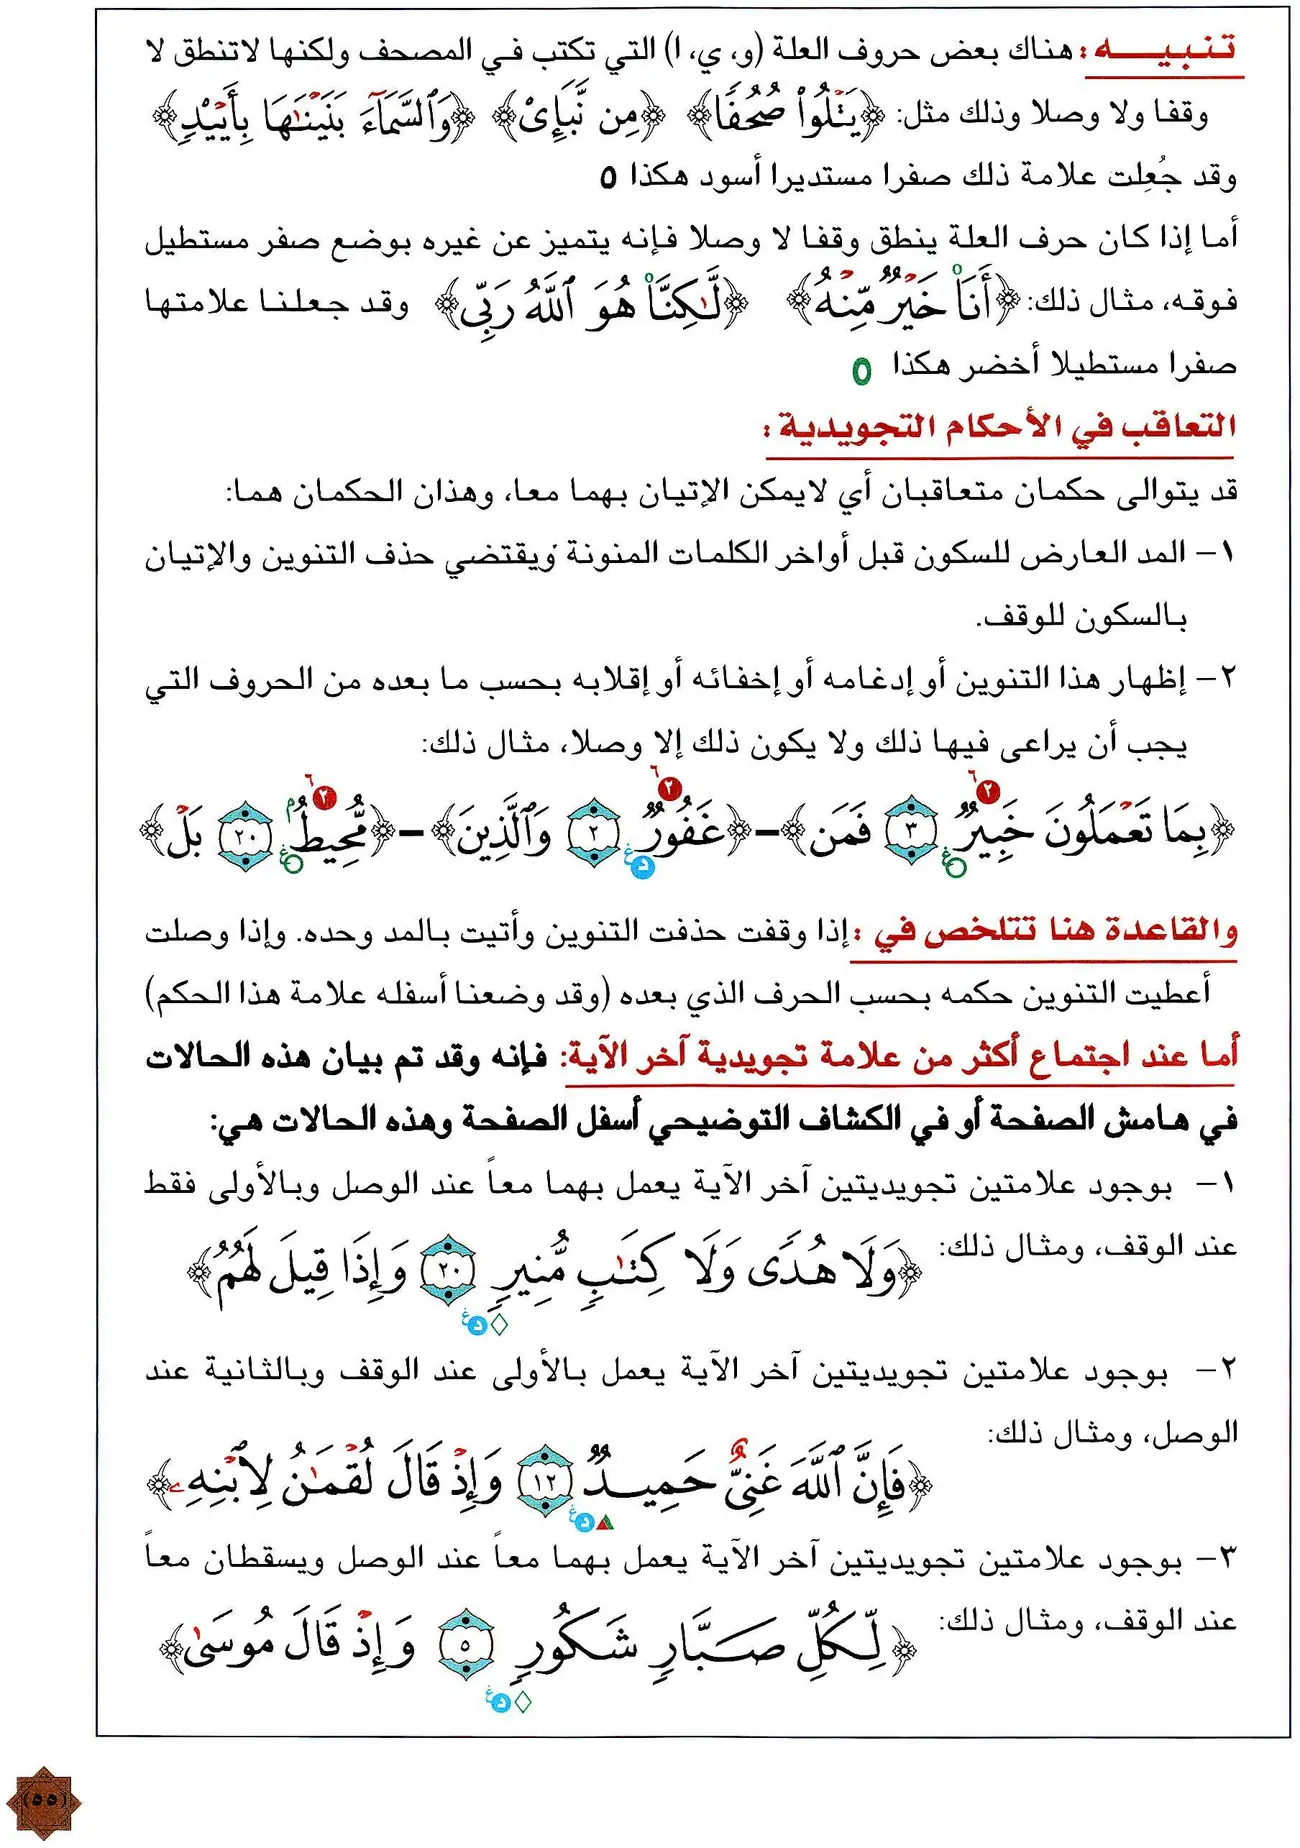 تنبيـــه : هناك بعض حروف العلة (و، ي، ا) التي تكتب في المصحف ولكنها لاتنطق لا
وقفا ولا وصلا وذلك مثل: ﴿يَتْلُوا۟ صُحُفًا﴾ ﴿مِن نَّبَإِى۟﴾ ﴿وَٱلسَّمَآءَ بَنَيْنَٰهَا بِأَيْي۟دٍ﴾
وقد جُعِلت علامة ذلك صفرا مستديرا أسود هكذا ٥
أما إذا كان حرف العلة ينطق وقفا لا وصلا فإنه يتميز عن غيره بوضع صفر مستطيل
فوقه، مثال ذلك: ﴿أَنَا۠ خَيْرٌ مِّنْهُ﴾ ﴿لَّٰكِنَّا۠ هُوَ ٱللَّهُ رَبِّى﴾ وقد جعلنا علامتها
صفرا مستطيلا أخضر هكذا 0
التعاقب في الأحكام التجويدية :
قد يتوالى حكمان متعاقبان أي لايمكن الإتيان بهما معا، وهذان الحكمان هما:
١- المد العارض للسكون قبل أواخر الكلمات المنونة ويقتضي حذف التنوين والإتيان
بالسكون للوقف.
٢- إظهار هذا التنوين أو إدغامه أو إخفائه أو إقلابه بحسب ما بعده من الحروف التي
يجب أن يراعى فيها ذلك ولا يكون ذلك إلا وصلا، مثال ذلك:
﴿بِمَا تَعْمَلُونَ خَبِيرٌ ٣ فَمَن﴾-﴿غَفُورٌ ٢ وَٱلَّذِينَ﴾-﴿مُّحِيطٌۢ ٢٠ بَلْ﴾
والقاعدة هنا تتلخص في : إذا وقفت حذفت التنوين وأتيت بالمد وحده. وإذا وصلت
أعطيت التنوين حكمه بحسب الحرف الذي بعده (وقد وضعنا أسفله علامة هذا الحكم)
أما عند اجتماع أكثر من علامة تجويدية آخر الآية: فإنه وقد تم بيان هذه الحالات
في هامش الصفحة أو في الكشاف التوضيحي أسفل الصفحة وهذه الحالات هي:
١- بوجود علامتين تجويديتين آخر الآية يعمل بهما معاً عند الوصل وبالأولى فقط
عند الوقف، ومثال ذلك: ﴿وَلَا هُدًى وَلَا كِتَٰبٍ مُّنِيرٍ ٢٠ وَإِذَا قِيلَ لَهُمُ﴾
٢- بوجود علامتين تجويديتين آخر الآية يعمل بالأولى عند الوقف وبالثانية عند
الوصل، ومثال ذلك: ﴿فَإِنَّ ٱللَّهَ غَنِىٌّ حَمِيدٌ ١٢ وَإِذْ قَالَ لُقْمَٰنُ لِٱبْنِهِۦ﴾
٣- بوجود علامتين تجويديتين آخر الآية يعمل بهما معاً عند الوصل ويسقطان معاً
عند الوقف، ومثال ذلك: ﴿لِّكُلِّ صَبَّارٍ شَكُورٍ ٥ وَإِذْ قَالَ مُوسَىٰ﴾
(٥٥)